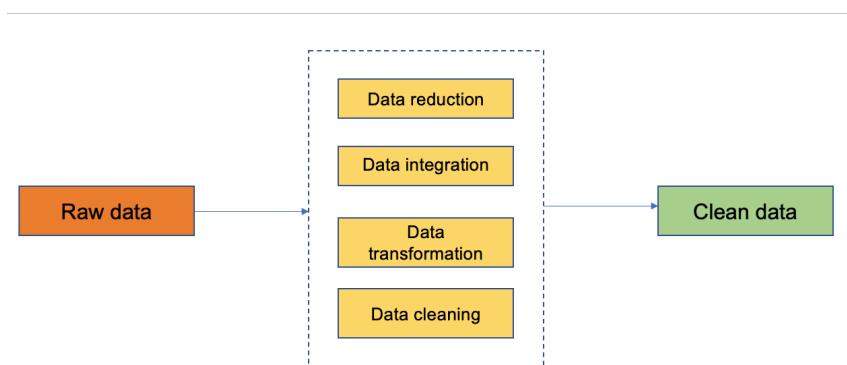 Raw data
Data reduction
Data integration
Data
transformation
Data cleaning
Clean data